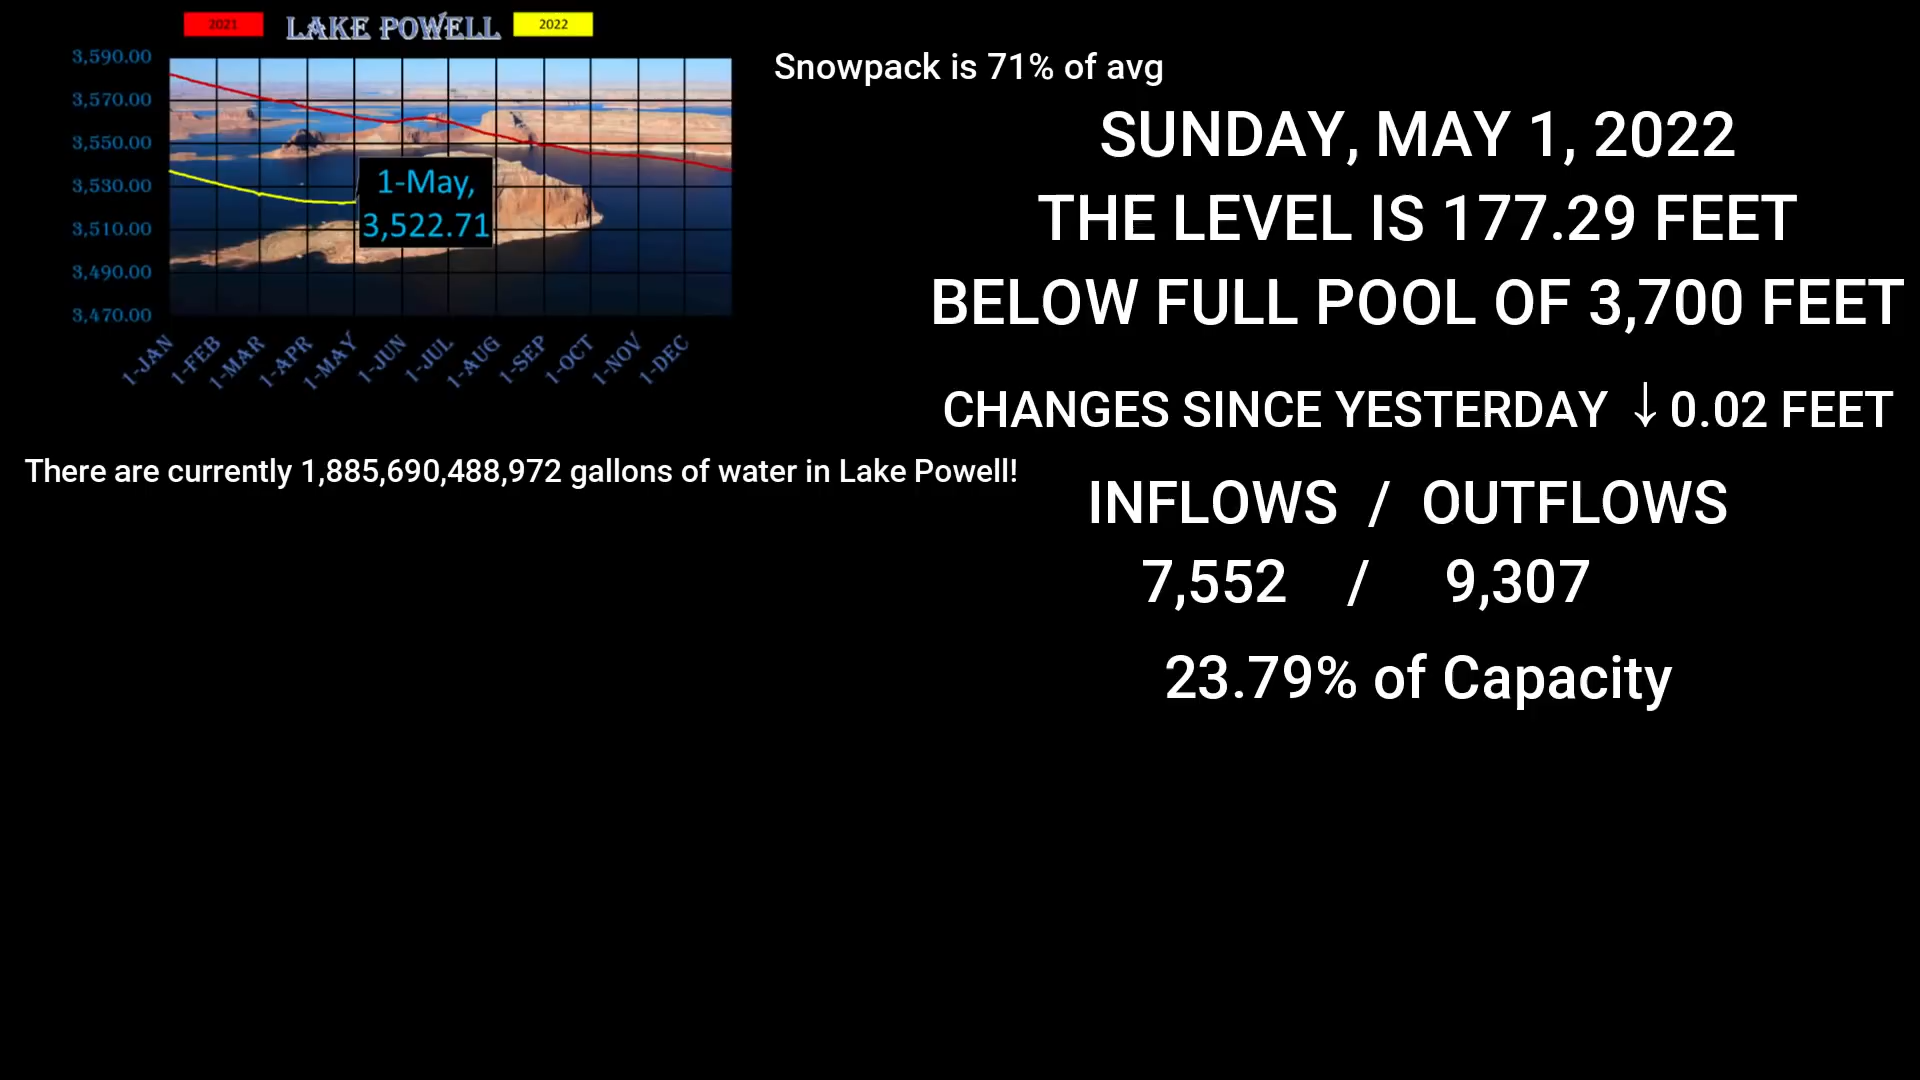 2021
LAKE POWELL
2022
3,590.00
3,570.00
3,550.00
3,530.00
3,510.00
3,490.00
3,470.00
1-May,
3,522.71
1-JAN
1-FEB
1-MAR
1-APR
1-MAY
1-JUN
1-JUL
1-AUG
1-SEP
1-OCT
1-NOV
1-DEC
There are currently 1,885,690,488,972 gallons of water in Lake Powell!
Snowpack is 71% of avg
SUNDAY, MAY 1, 2022
THE LEVEL IS 177.29 FEET
BELOW FULL POOL OF 3,700 FEET
CHANGES SINCE YESTERDAY ↓ 0.02 FEET
INFLOWS / OUTFLOWS
7,552 / 9,307
23.79% of Capacity